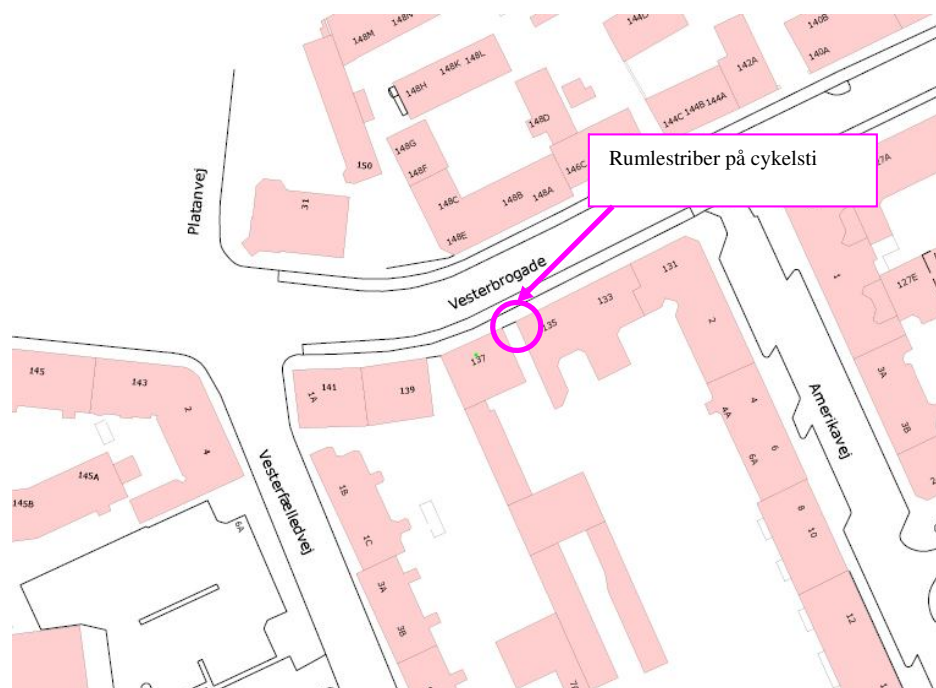 148N
148M
144D
140B
140A
148L
148K
148H
142A
144A
144B
144C
148D
148G
Rumlestriber på cykelsti
150
148F
146C
27A
31
148C
148B
148A
Platanvej
148E
Vesterbrogade
131
1
127E
133
135
2
137
145
143
141
1A
139
3A
2
4
4A
Amerikavej
3B
4
6
6A
145A
Vesterfælledvej
145B
1B
2
6A
8
10
1C
3A
12
3B
1